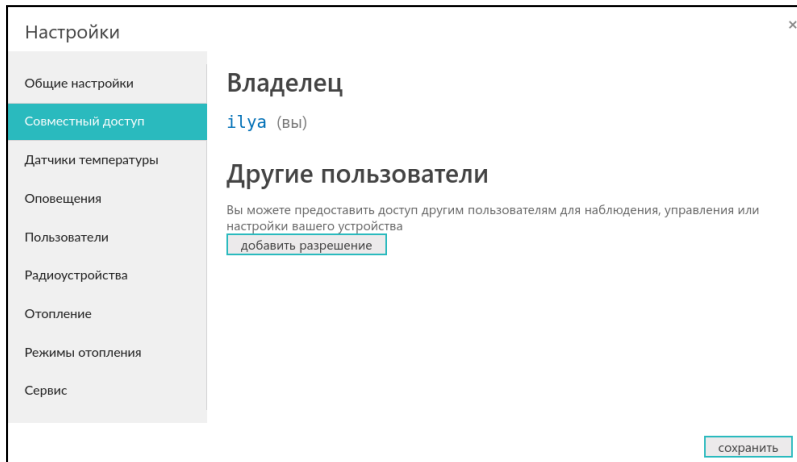 Настройки
×
Общие настройки
Совместный доступ
Датчики температуры
Оповещения
Пользователи
Радиоустройства
Отопление
Режимы отопления
Сервис
Владелец
ilya (вы)
Другие пользователи
Вы можете предоставить доступ другим пользователям для наблюдения, управления или
настройки вашего устройства
добавить разрешение
сохранить